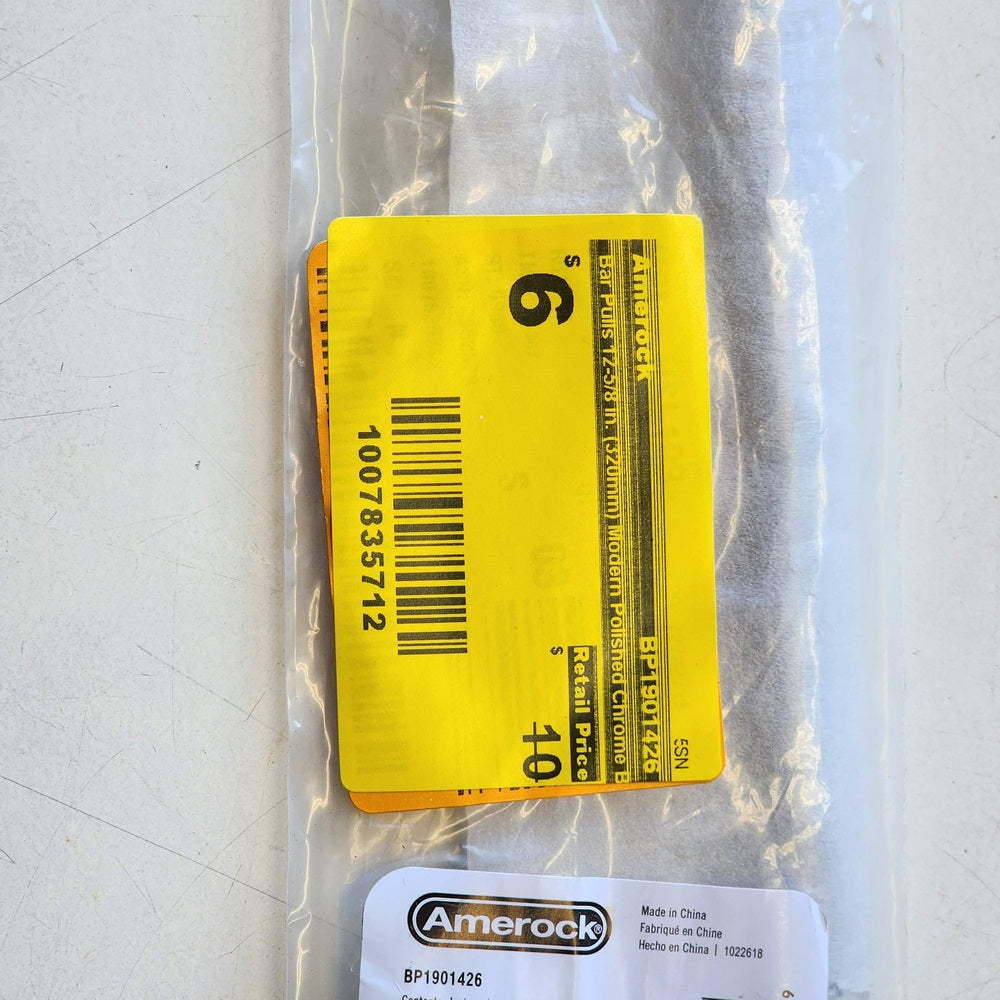 5SN
Amerock BP1901426
Bar Pulls 12-5/8 in. (320mm) Modern Polished Chrome B
$ 6
Retail Price
$ 10
1007835712
Amerock®
Made in China
Fabriqué en Chine
Hecho en China | 1022618
BP1901426